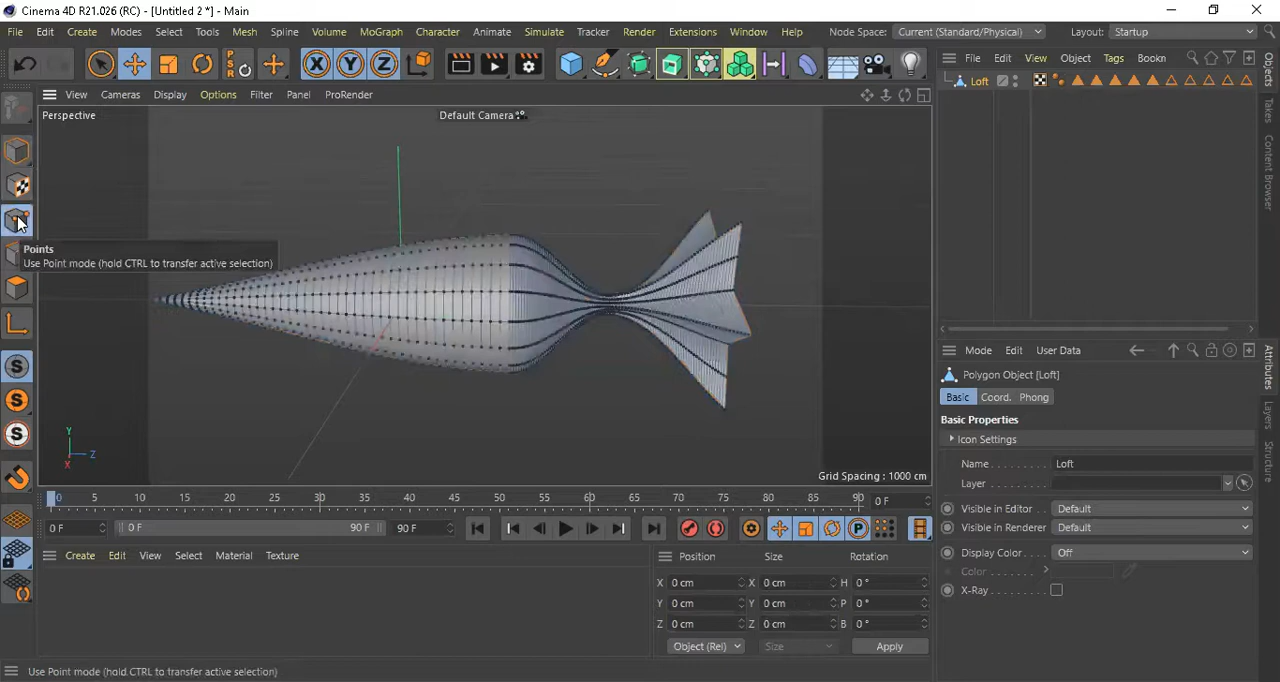 Cinema 4D R21.026 (RC) - [Untitled 2 *] - Main
File Edit Create Modes Select Tools Mesh Spline Volume MoGraph Character Animate Simulate Tracker Render Extensions Window Help Node Space: Current (Standard/Physical) Layout: Startup
View Cameras Display Options Filter Panel ProRender
File Edit View Object Tags Bookn
Perspective
Default Camera
Loft
Points
Use Point mode (hold CTRL to transfer active selection)
Y
Z
X
Grid Spacing : 1000 cm
0 5 10 15 20 25 30 35 40 45 50 55 60 65 70 75 80 85 90 0 F
0 F 0 F 90 F 90 F
Create Edit View Select Material Texture
Position Size Rotation
X 0 cm X 0 cm H 0 °
Y 0 cm Y 0 cm P 0 °
Z 0 cm Z 0 cm B 0 °
Object (Rel) Size Apply
Use Point mode (hold CTRL to transfer active selection)
Mode Edit User Data
Polygon Object [Loft]
Basic Coord. Phong
Basic Properties
Icon Settings
Name Loft
Layer
Visible in Editor Default
Visible in Renderer Default
Display Color Off
Color
X-Ray
Objects
Takes
Content Browser
Attributes
Layers
Structure